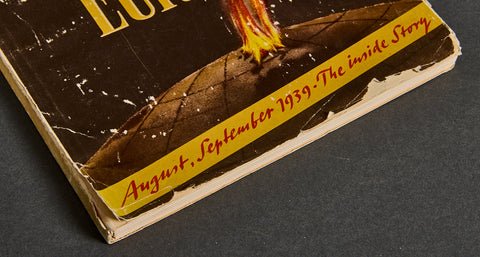 August, September 1939. The inside Story